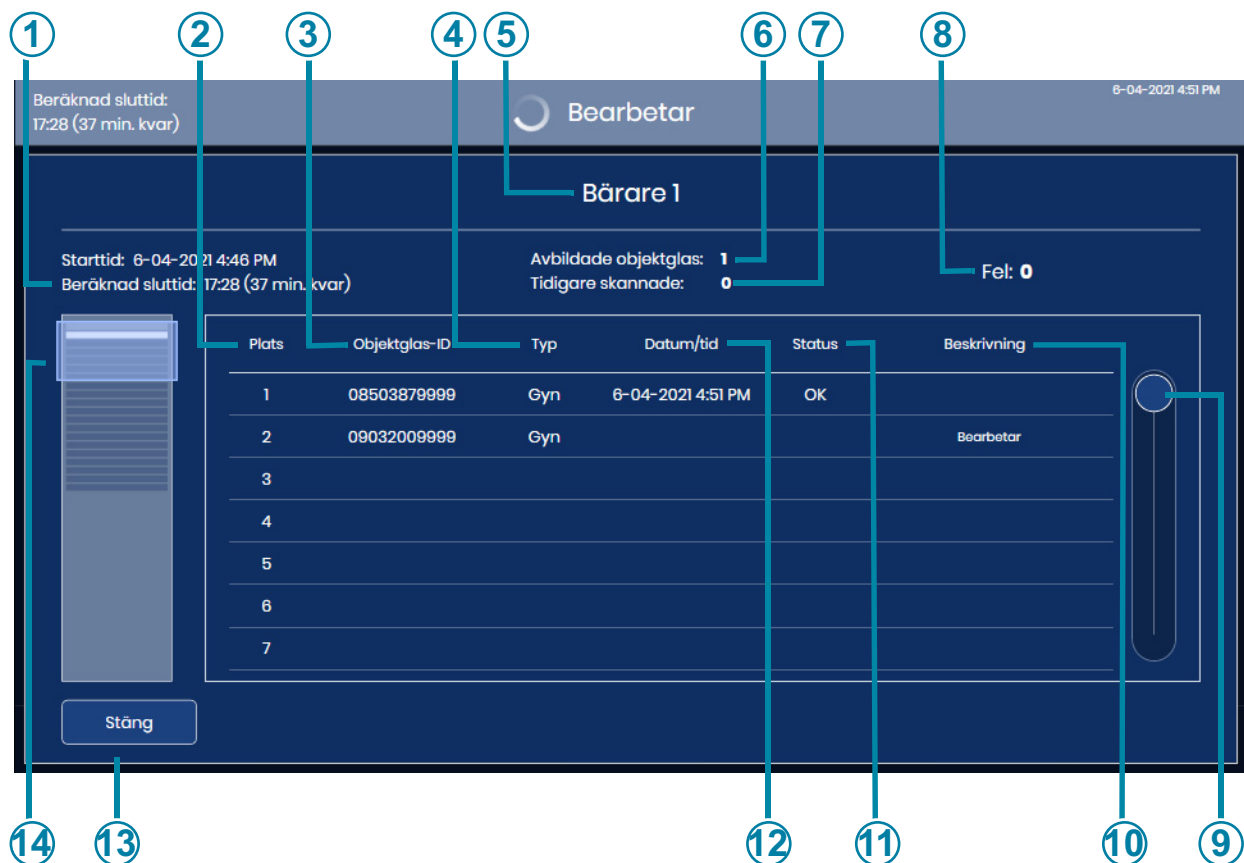 1 2 3 4 5 6 7 8
Beräknad sluttid:
17:28 (37 min. kvar)
Bearbetar
6-04-2021 4:51 PM
Bärare 1
Starttid: 6-04-2021 4:46 PM
Beräknad sluttid: 17:28 (37 min. kvar)
Avbildade objektglas: 1
Tidigare skannade: 0
Fel: 0
Plats Objektglas-ID Typ Datum/tid Status Beskrivning
1 08503879999 Gyn 6-04-2021 4:51 PM OK
2 09032009999 Gyn Bearbetar
3
4
5
6
7
Stäng
14 13 12 11 10 9